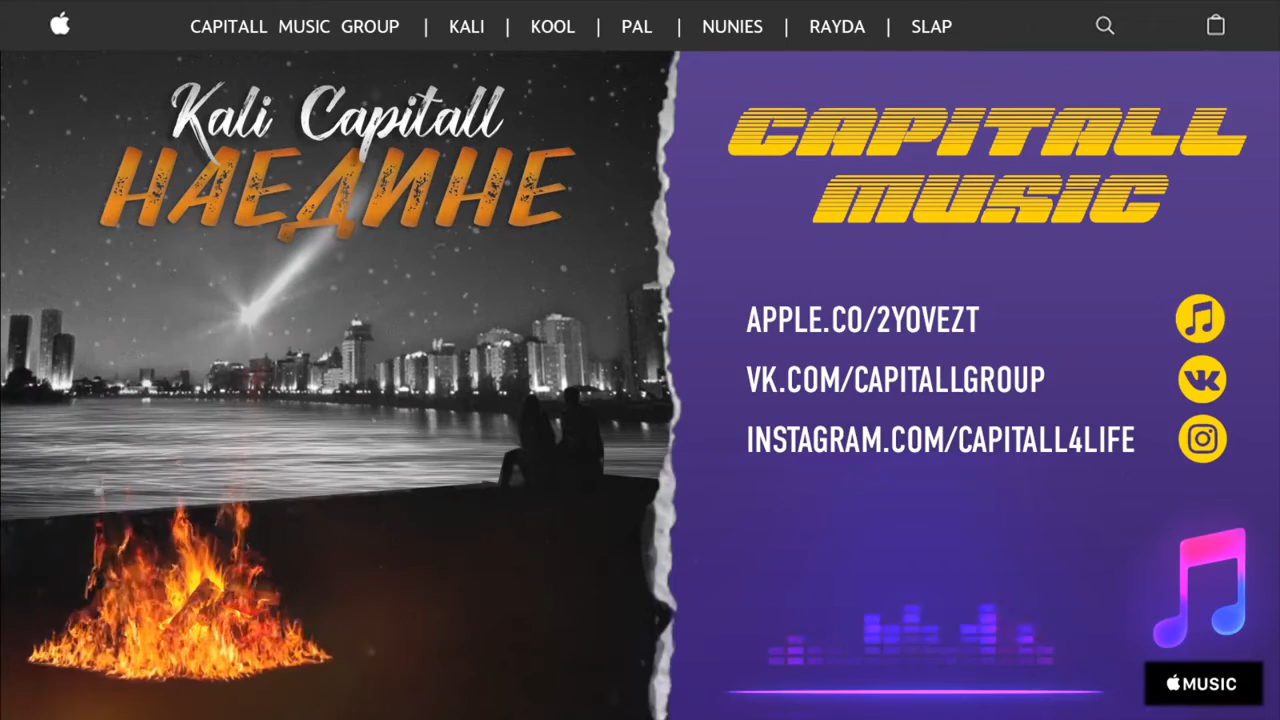 CAPITALL MUSIC GROUP | KALI | KOOL | PAL | NUNIES | RAYDA | SLAP
Kali Capitall
НАЕДИНЕ
CAPITALL
MUSIC
APPLE.CO/2YOVEZT
VK.COM/CAPITALLGROUP
INSTAGRAM.COM/CAPITALL4LIFE
MUSIC